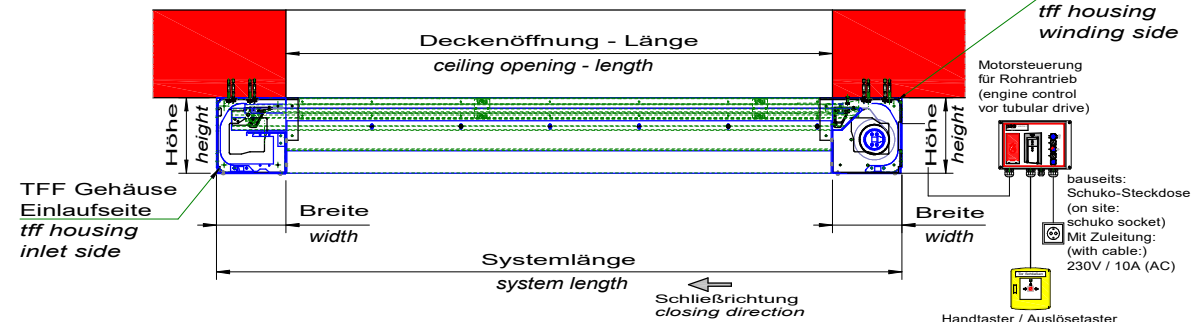 tff housing
winding side
Deckenöffnung - Länge
ceiling opening - length
Motorsteuerung
für Rohrantrieb
(engine control
vor tubular drive)
Höhe
height
Höhe
height
TFF Gehäuse
Einlaufseite
tff housing
inlet side
Breite
width
Breite
width
bauseits:
Schuko-Steckdose
(on site:
schuko socket)
Mit Zuleitung:
(with cable:)
230V / 10A (AC)
Systemlänge
system length
Schließrichtung
closing direction
Handtaster / Auslösetaster